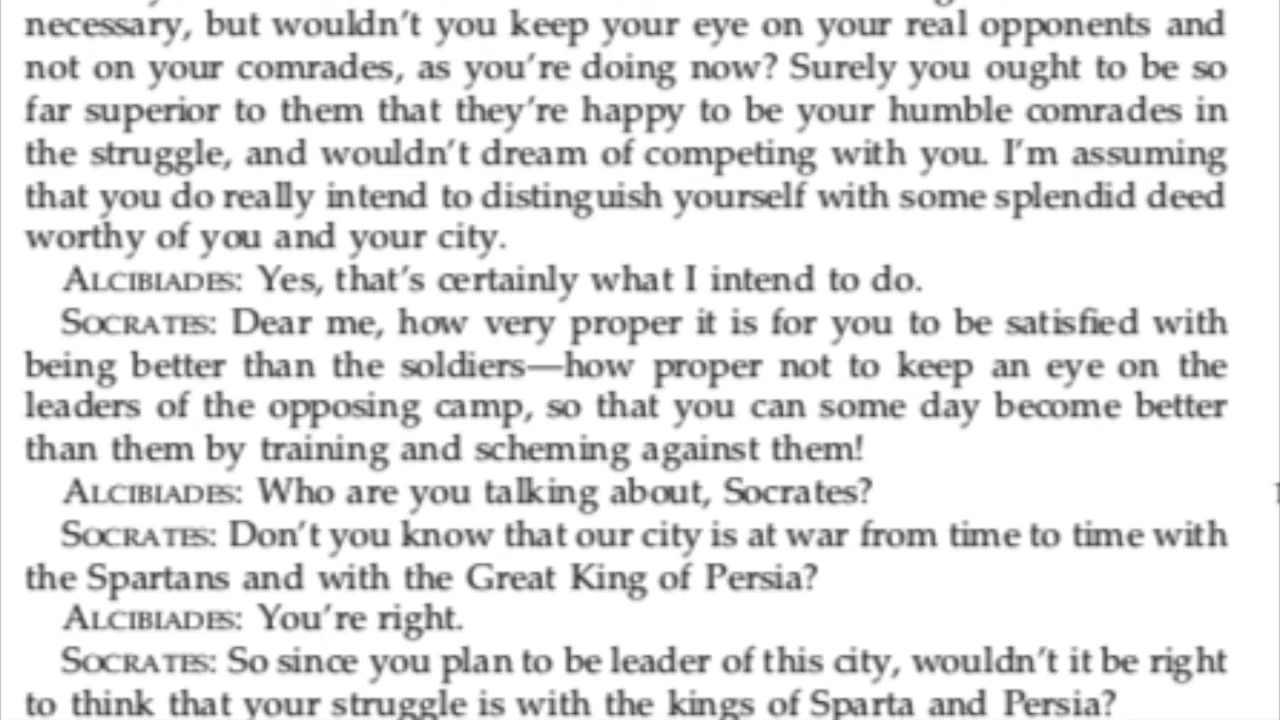 necessary, but wouldn't you keep your eye on your real opponents and
not on your comrades, as you're doing now? Surely you ought to be so
far superior to them that they're happy to be your humble comrades in
the struggle, and wouldn't dream of competing with you. I'm assuming
that you do really intend to distinguish yourself with some splendid deed
worthy of you and your city.
ALCIBIADES: Yes, that's certainly what I intend to do.
SOCRATES: Dear me, how very proper it is for you to be satisfied with
being better than the soldiers—how proper not to keep an eye on the
leaders of the opposing camp, so that you can some day become better
than them by training and scheming against them!
ALCIBIADES: Who are you talking about, Socrates?
SOCRATES: Don't you know that our city is at war from time to time with
the Spartans and with the Great King of Persia?
ALCIBIADES: You're right.
SOCRATES: So since you plan to be leader of this city, wouldn't it be right
to think that your struggle is with the kings of Sparta and Persia?